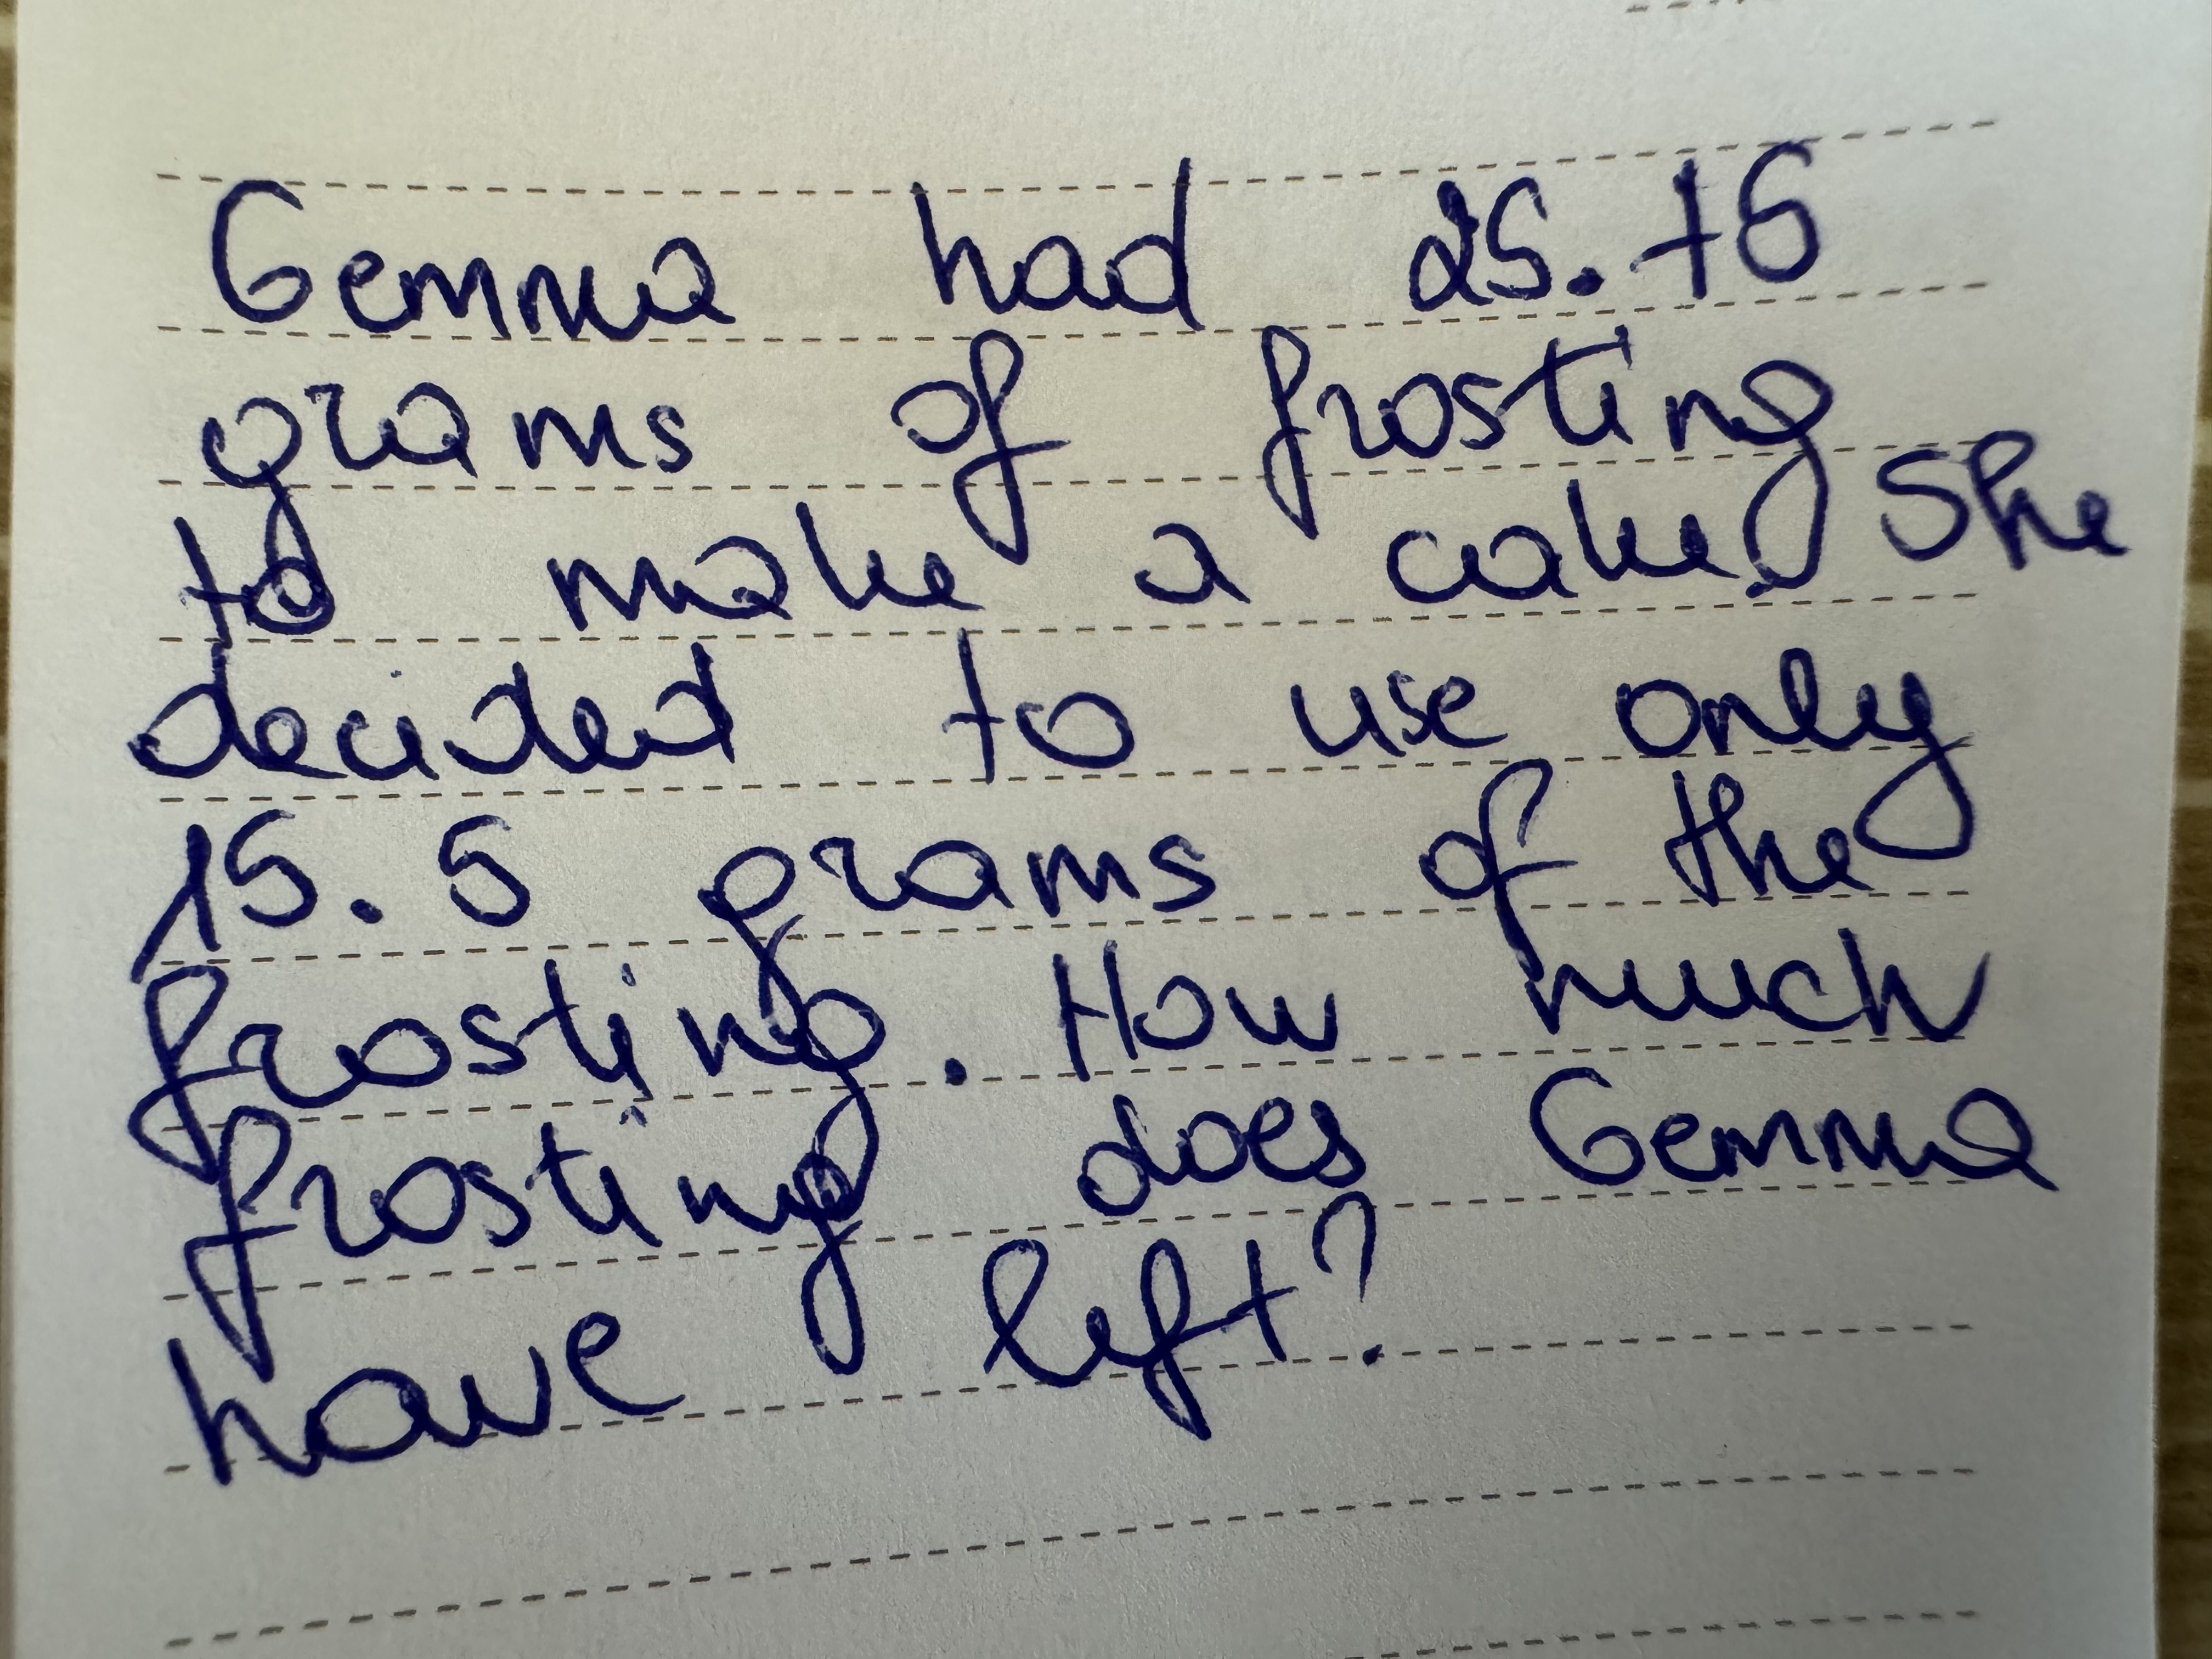 Gemma had 25.75
grams of frosting
to make a cake. She
decided to use only
15.5 grams of the
frosting. How much
frosting does Gemma
have left?